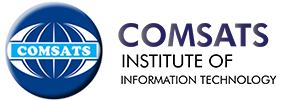 COMSATS
COMSATS
INSTITUTE OF
INFORMATION TECHNOLOGY